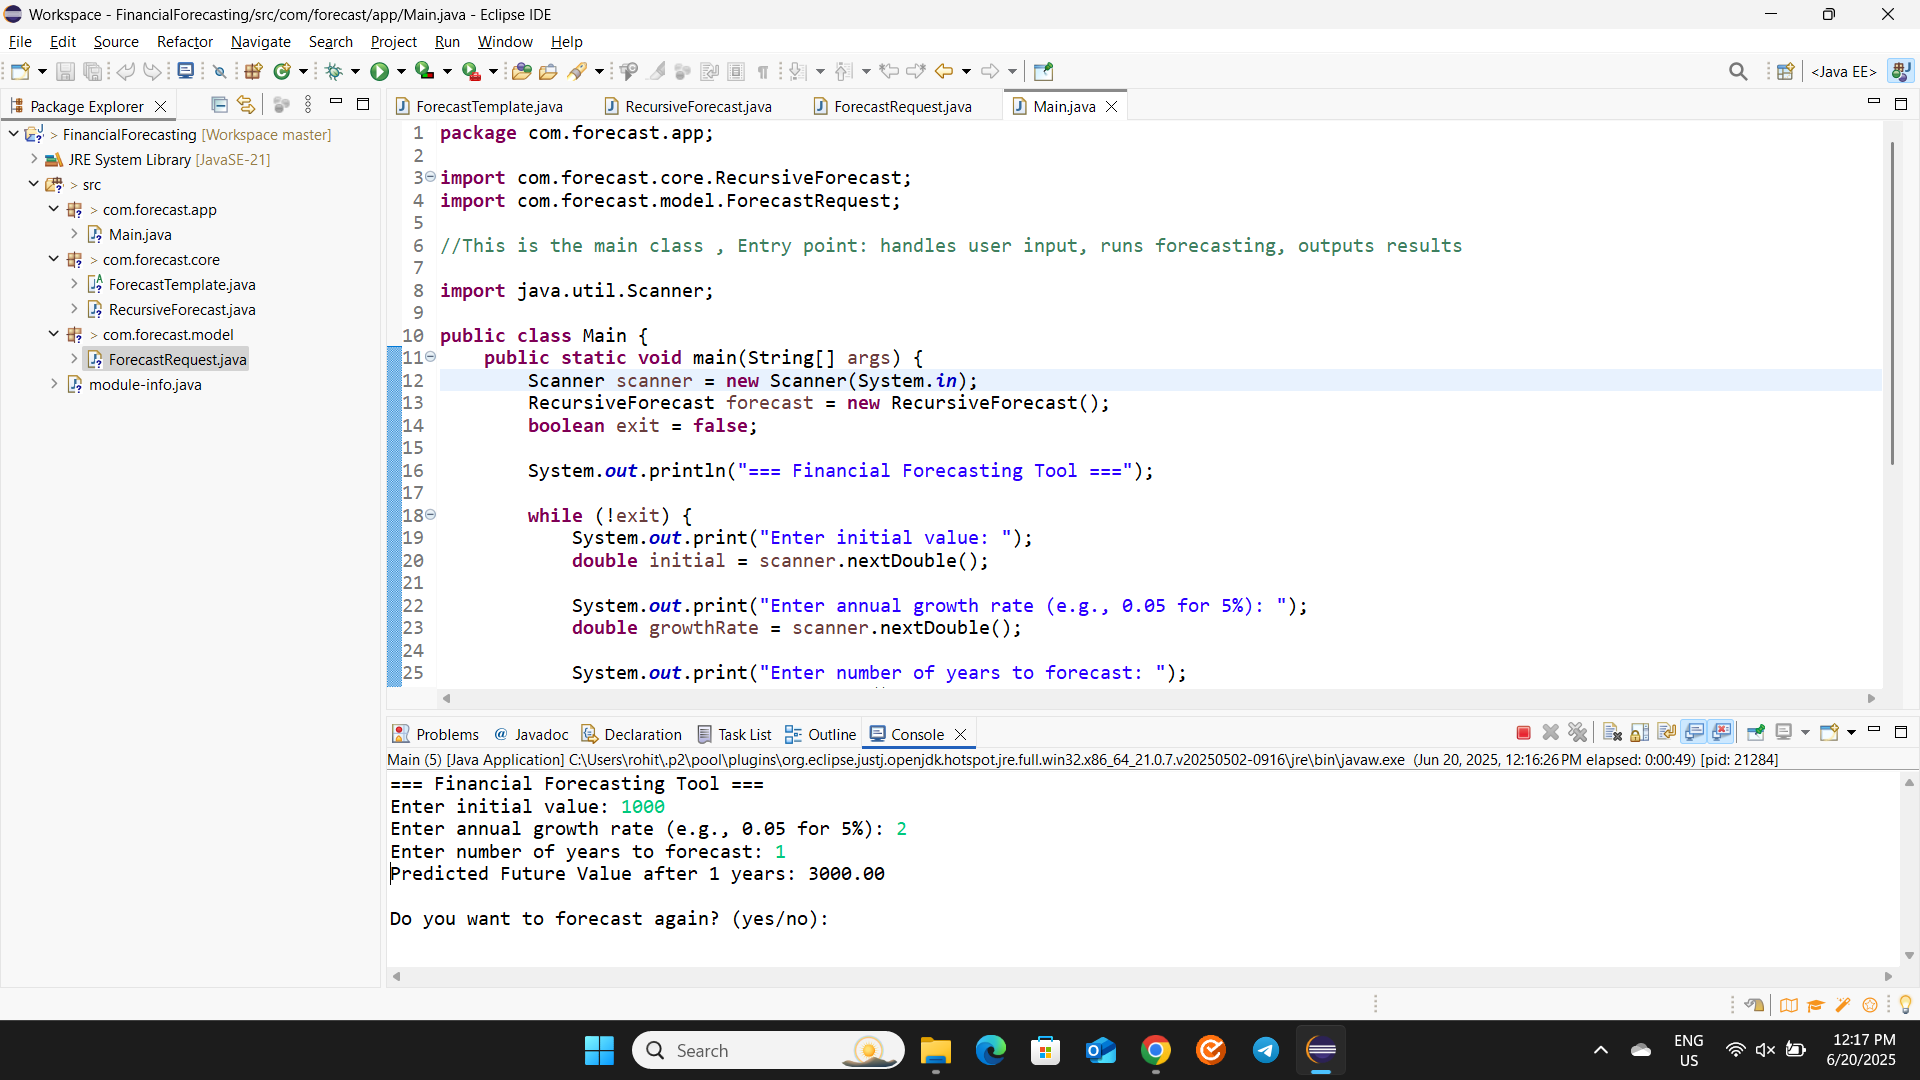 Workspace - FinancialForecasting/src/com/forecast/app/Main.java - Eclipse IDE
File Edit Source Refactor Navigate Search Project Run Window Help
<Java EE>
Package Explorer
> FinancialForecasting [Workspace master]
JRE System Library [JavaSE-21]
> src
> com.forecast.app
Main.java
> com.forecast.core
ForecastTemplate.java
RecursiveForecast.java
> com.forecast.model
ForecastRequest.java
module-info.java
ForecastTemplate.java RecursiveForecast.java ForecastRequest.java Main.java
1 package com.forecast.app;
2
3 import com.forecast.core.RecursiveForecast;
4 import com.forecast.model.ForecastRequest;
5
6 //This is the main class , Entry point: handles user input, runs forecasting, outputs results
7
8 import java.util.Scanner;
9
10 public class Main {
11 public static void main(String[] args) {
12 Scanner scanner = new Scanner(System.in);
13 RecursiveForecast forecast = new RecursiveForecast();
14 boolean exit = false;
15
16 System.out.println("=== Financial Forecasting Tool ===");
17
18 while (!exit) {
19 System.out.print("Enter initial value: ");
20 double initial = scanner.nextDouble();
21
22 System.out.print("Enter annual growth rate (e.g., 0.05 for 5%): ");
23 double growthRate = scanner.nextDouble();
24
25 System.out.print("Enter number of years to forecast: ");
Problems @ Javadoc Declaration Task List Outline Console
Main (5) [Java Application] C:\Users\rohit\.p2\pool\plugins\org.eclipse.justj.openjdk.hotspot.jre.full.win32.x86_64_21.0.7.v20250502-0916\jre\bin\javaw.exe (Jun 20, 2025, 12:16:26 PM elapsed: 0:00:49) [pid: 21284]
=== Financial Forecasting Tool ===
Enter initial value: 1000
Enter annual growth rate (e.g., 0.05 for 5%): 2
Enter number of years to forecast: 1
Predicted Future Value after 1 years: 3000.00
Do you want to forecast again? (yes/no):
Search
ENG
US
12:17 PM
6/20/2025